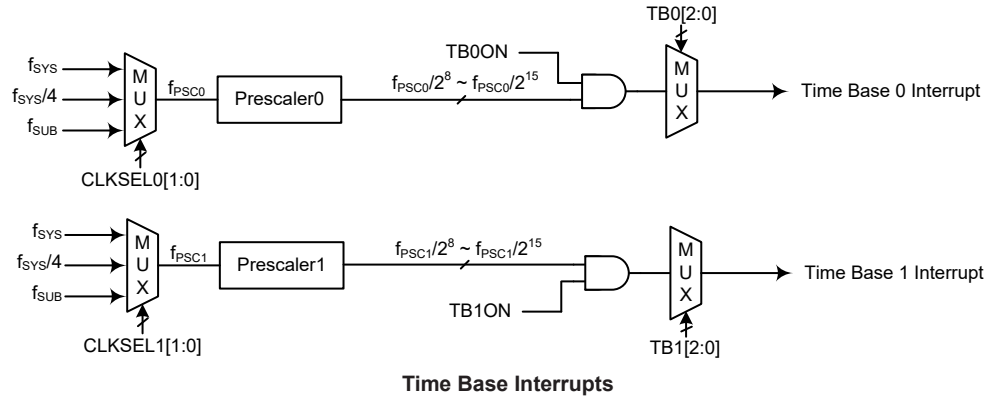 TB0[2:0]
TB0ON
fSYS
fSYS/4
fSUB
M
U
X
fPSC0
Prescaler0
fPSC0/2^8 ~ fPSC0/2^15
M
U
X
Time Base 0 Interrupt
CLKSEL0[1:0]
fSYS
fSYS/4
fSUB
M
U
X
fPSC1
Prescaler1
fPSC1/2^8 ~ fPSC1/2^15
M
U
X
Time Base 1 Interrupt
TB1ON
CLKSEL1[1:0]
TB1[2:0]
Time Base Interrupts